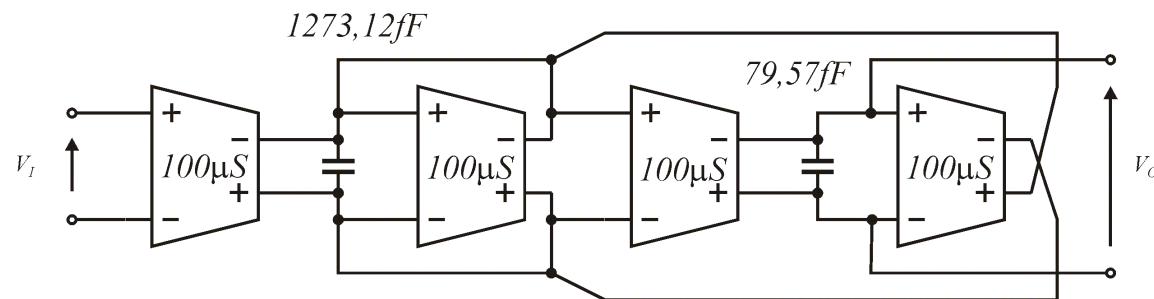 1273,12fF
79,57fF
+ − + − + − + −
V_I 100µS 100µS 100µS 100µS
− + − + − + − +